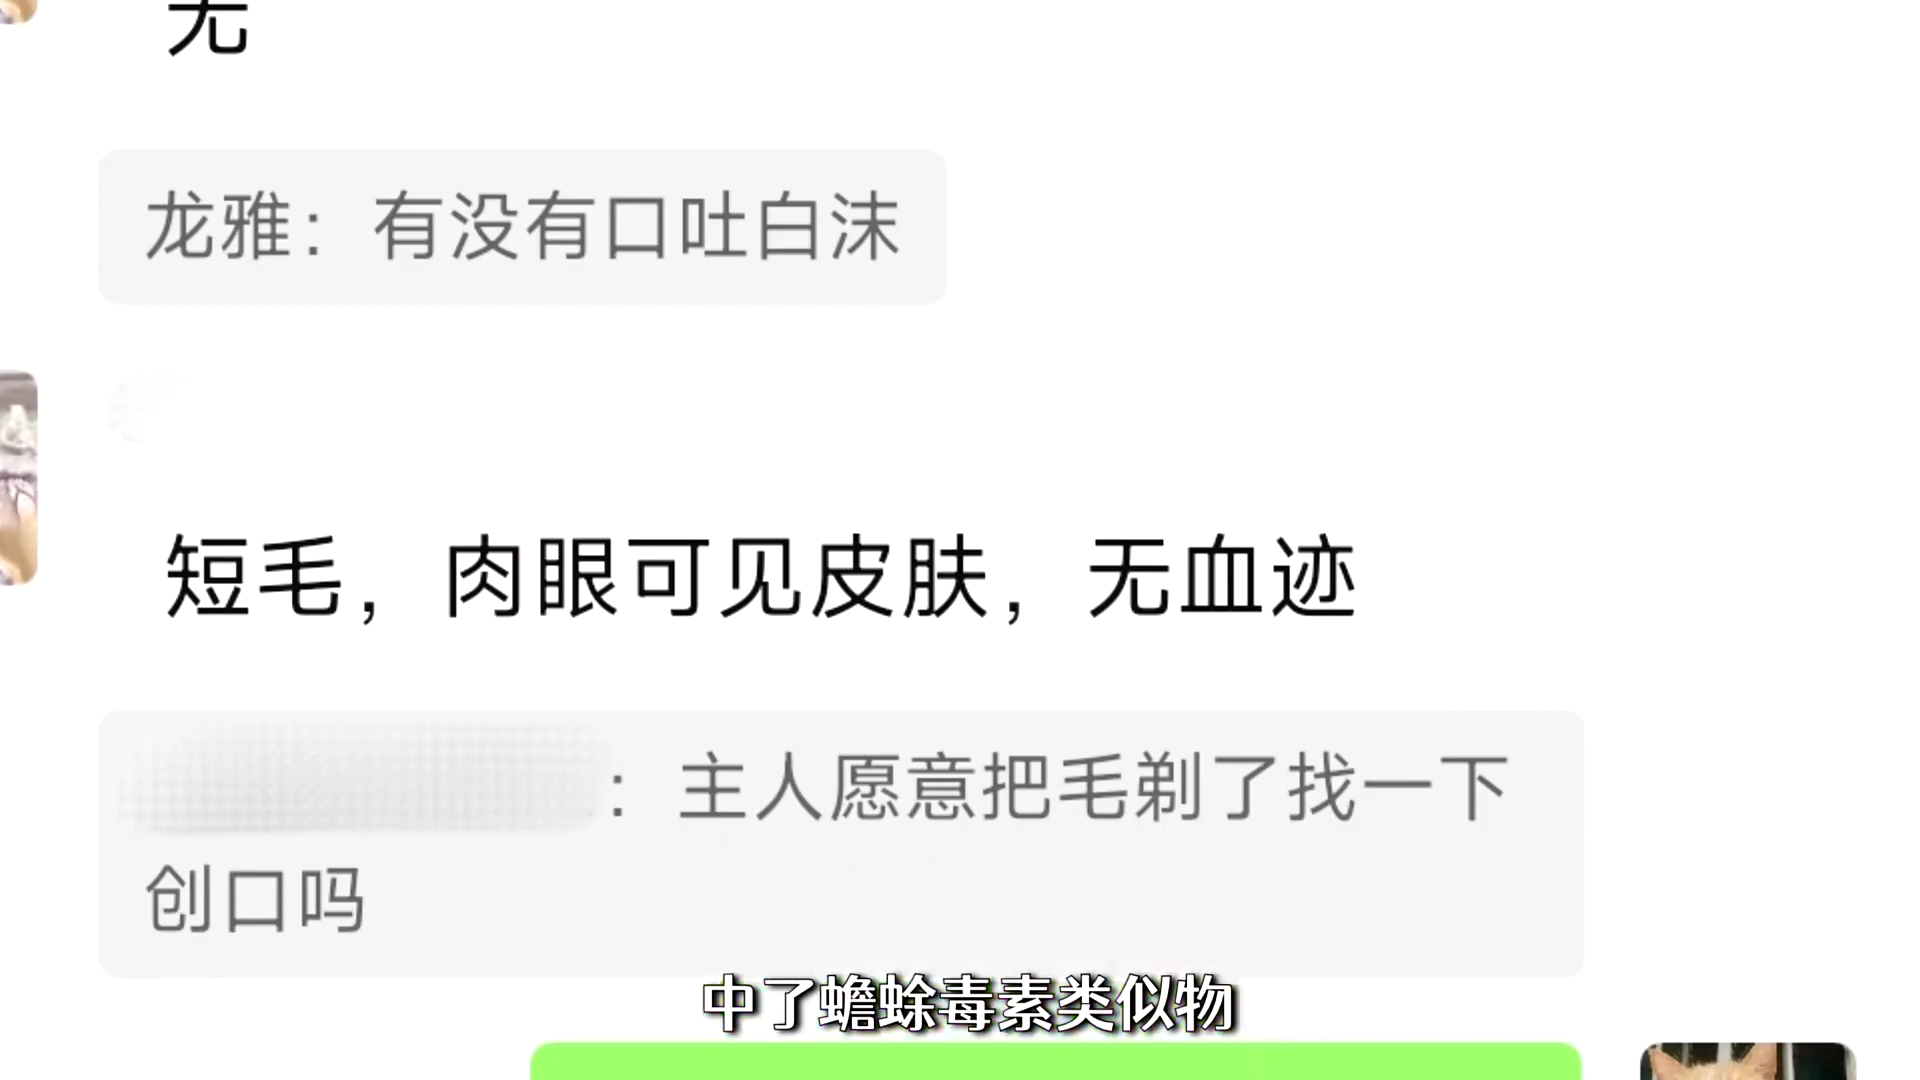 无
龙雅：有没有口吐白沫
短毛，肉眼可见皮肤，无血迹
：主人愿意把毛剃了找一下
创口吗
中了蟾蜍毒素类似物